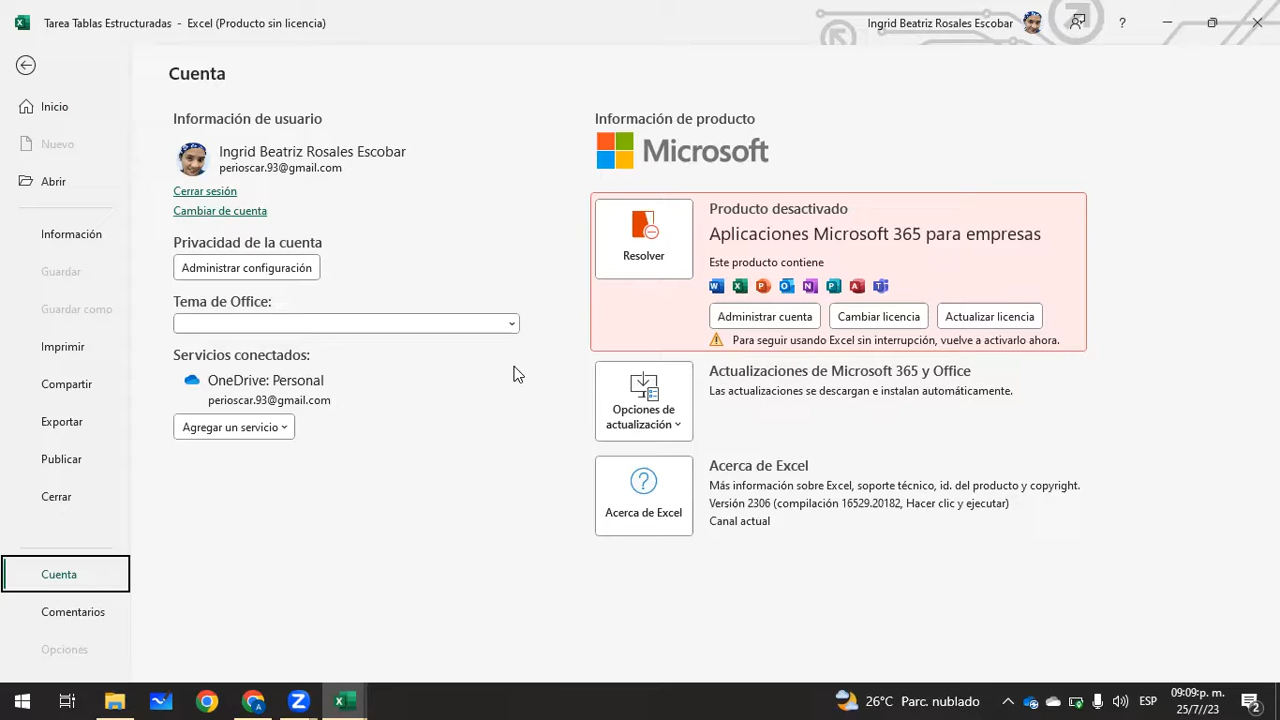 Tarea Tablas Estructuradas - Excel (Producto sin licencia)
Ingrid Beatriz Rosales Escobar
?
Cuenta
Inicio
Nuevo
Abrir
Información
Guardar
Guardar como
Imprimir
Compartir
Exportar
Publicar
Cerrar
Cuenta
Comentarios
Opciones
Información de usuario
Ingrid Beatriz Rosales Escobar
perioscar.93@gmail.com
Cerrar sesión
Cambiar de cuenta
Privacidad de la cuenta
Administrar configuración
Tema de Office:
Servicios conectados:
OneDrive: Personal
perioscar.93@gmail.com
Agregar un servicio
Información de producto
Microsoft
Resolver
Producto desactivado
Aplicaciones Microsoft 365 para empresas
Este producto contiene
Administrar cuenta
Cambiar licencia
Actualizar licencia
Para seguir usando Excel sin interrupción, vuelve a activarlo ahora.
Opciones de
actualización
Actualizaciones de Microsoft 365 y Office
Las actualizaciones se descargan e instalan automáticamente.
Acerca de Excel
Acerca de Excel
Más información sobre Excel, soporte técnico, id. del producto y copyright.
Versión 2306 (compilación 16529.20182, Hacer clic y ejecutar)
Canal actual
26°C Parc. nublado
ESP
09:09p. m.
25/7//23
2